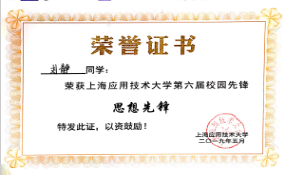 荣誉证书
刘静 同学:
荣获上海应用技术大学第六届校园先锋
思想先锋
特发此证,以资鼓励!
上海应用技术大学
二〇一九年五月